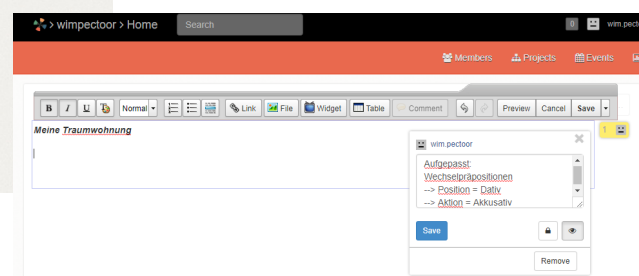 > wimpectoor > Home Search 0 wim.pecto
Members Projects Events
B I U Normal Link File Widget Table Comment Preview Cancel Save
Meine Traumwohnung
1
wim.pectoor
Aufgepasst:
Wechselpräpositionen
--> Position = Dativ
--> Aktion = Akkusativ
Save
Remove